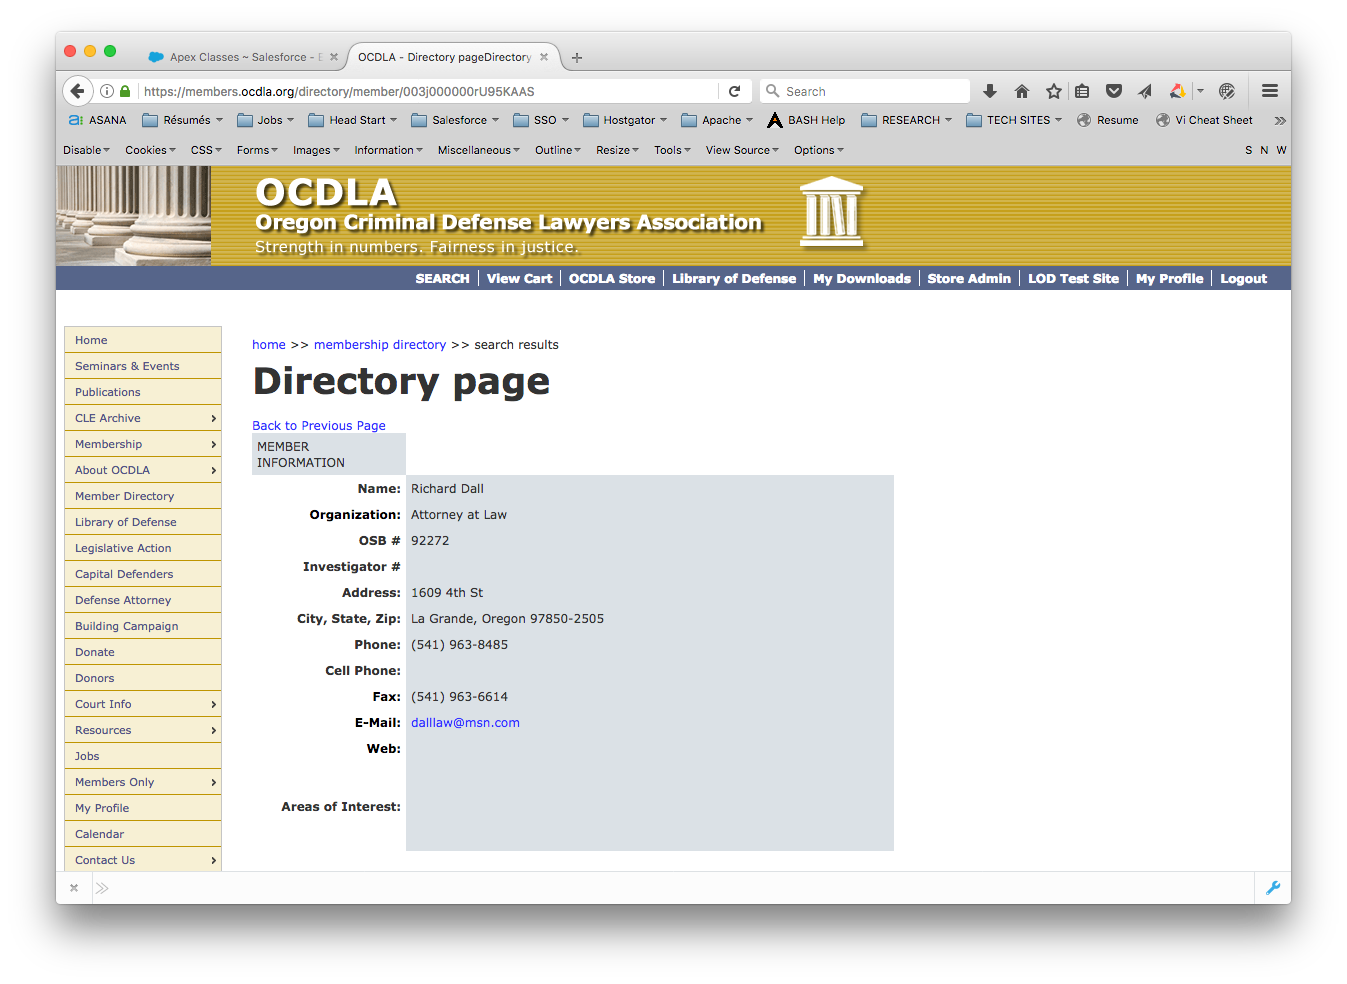 Apex Classes ~ Salesforce - E
OCDLA - Directory pageDirectory
https://members.ocdla.org/directory/member/003j000000rU95KAAS
Search
ASANA Résumés Jobs Head Start Salesforce SSO Hostgator Apache BASH Help RESEARCH TECH SITES Resume Vi Cheat Sheet
Disable Cookies CSS Forms Images Information Miscellaneous Outline Resize Tools View Source Options S N W
OCDLA
Oregon Criminal Defense Lawyers Association
Strength in numbers. Fairness in justice.
SEARCH View Cart OCDLA Store Library of Defense My Downloads Store Admin LOD Test Site My Profile Logout
Home
Seminars & Events
Publications
CLE Archive
Membership
About OCDLA
Member Directory
Library of Defense
Legislative Action
Capital Defenders
Defense Attorney
Building Campaign
Donate
Donors
Court Info
Resources
Jobs
Members Only
My Profile
Calendar
Contact Us
home >> membership directory >> search results
Directory page
Back to Previous Page
MEMBER
INFORMATION
Name: Richard Dall
Organization: Attorney at Law
OSB # 92272
Investigator #
Address: 1609 4th St
City, State, Zip: La Grande, Oregon 97850-2505
Phone: (541) 963-8485
Cell Phone:
Fax: (541) 963-6614
E-Mail: dalllaw@msn.com
Web:
Areas of Interest: